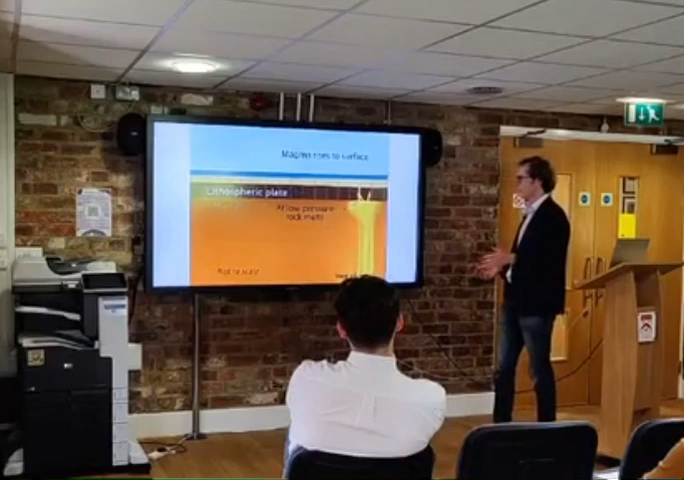 Magma rises to surface
Lithospheric plate
At low pressure
rock melts
Not to scale